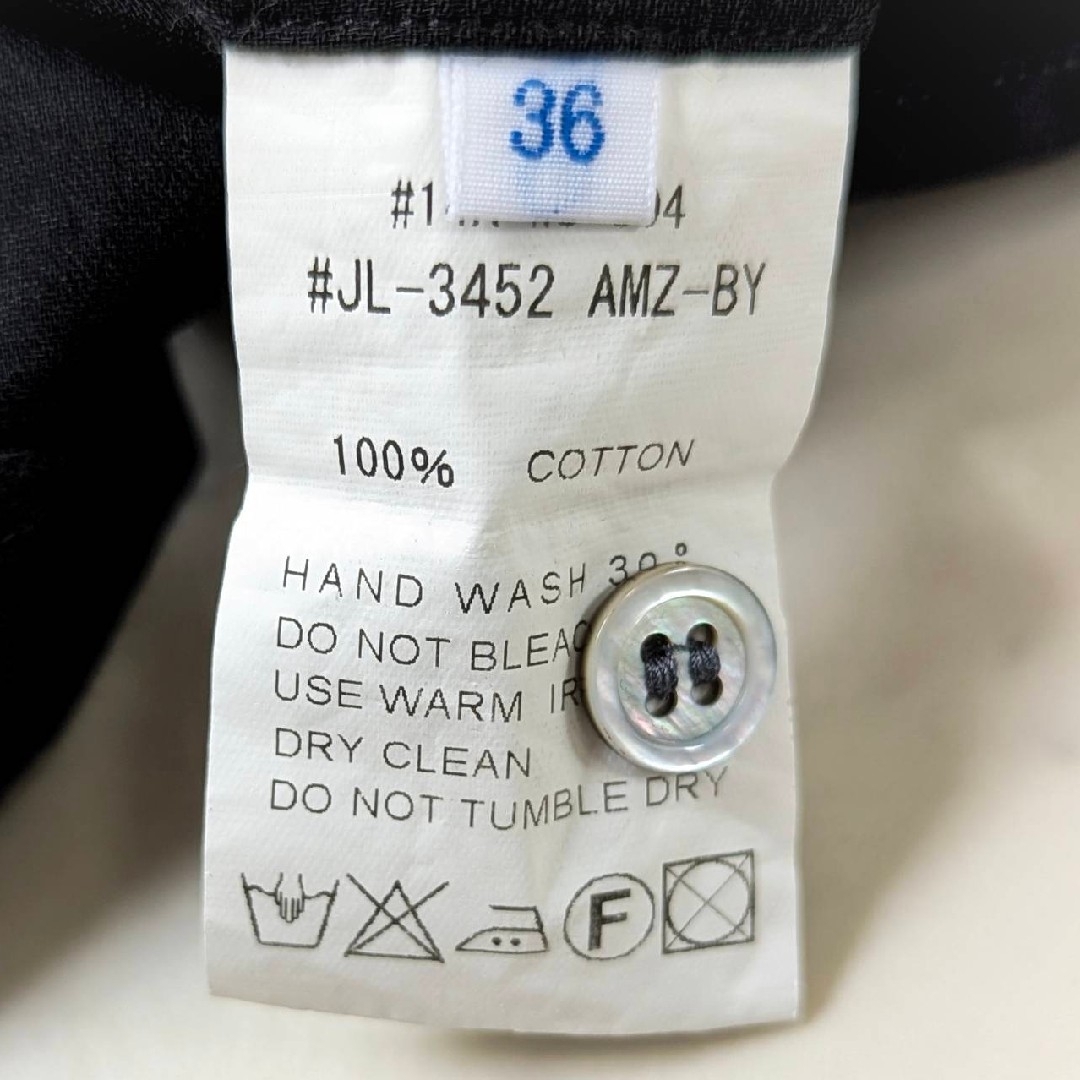 36
#JL-3452 AMZ-BY
100% COTTON
HAND WASH 30°
DO NOT
USE WARM
DRY CLEAN
DO NOT TUMBLE DRY
F